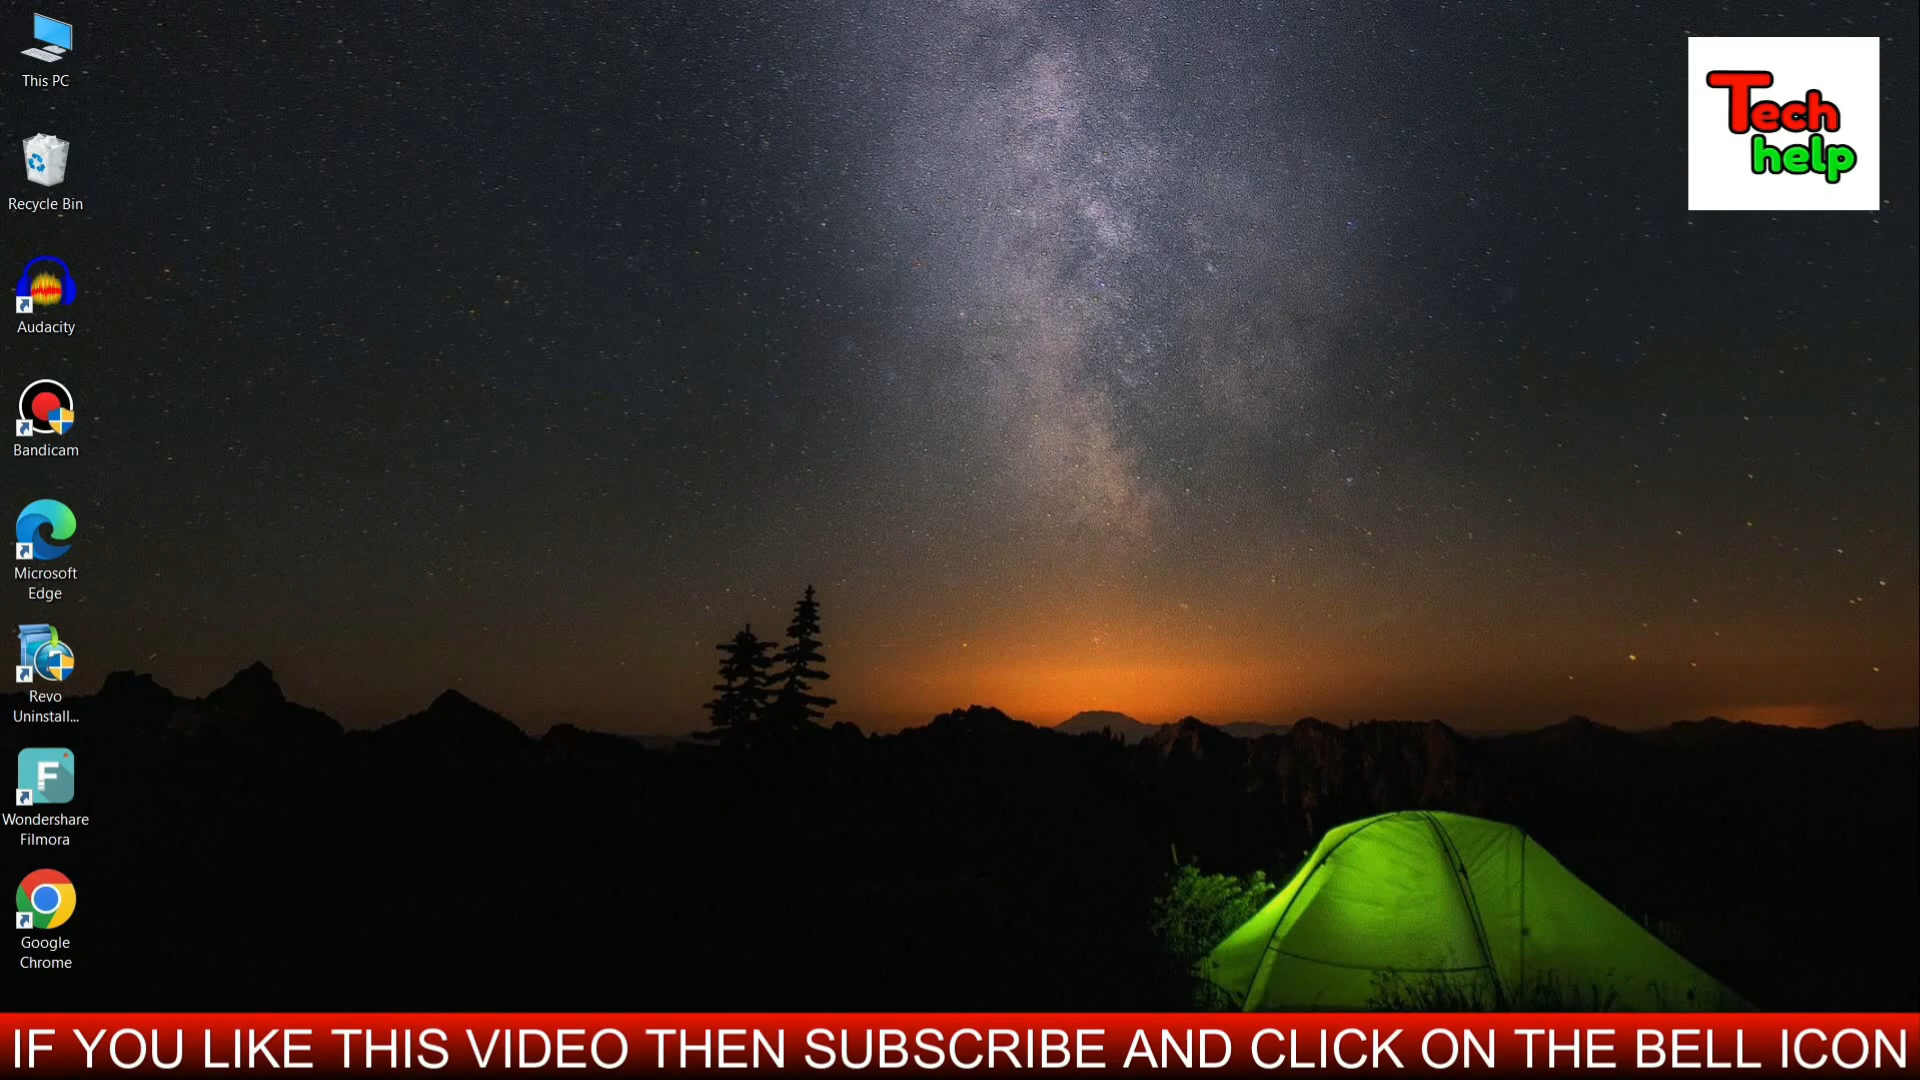 This PC
Recycle Bin
Audacity
Bandicam
Microsoft
Edge
Revo
Uninstall...
Wondershare
Filmora
Google
Chrome
Tech
help
IF YOU LIKE THIS VIDEO THEN SUBSCRIBE AND CLICK ON THE BELL ICON